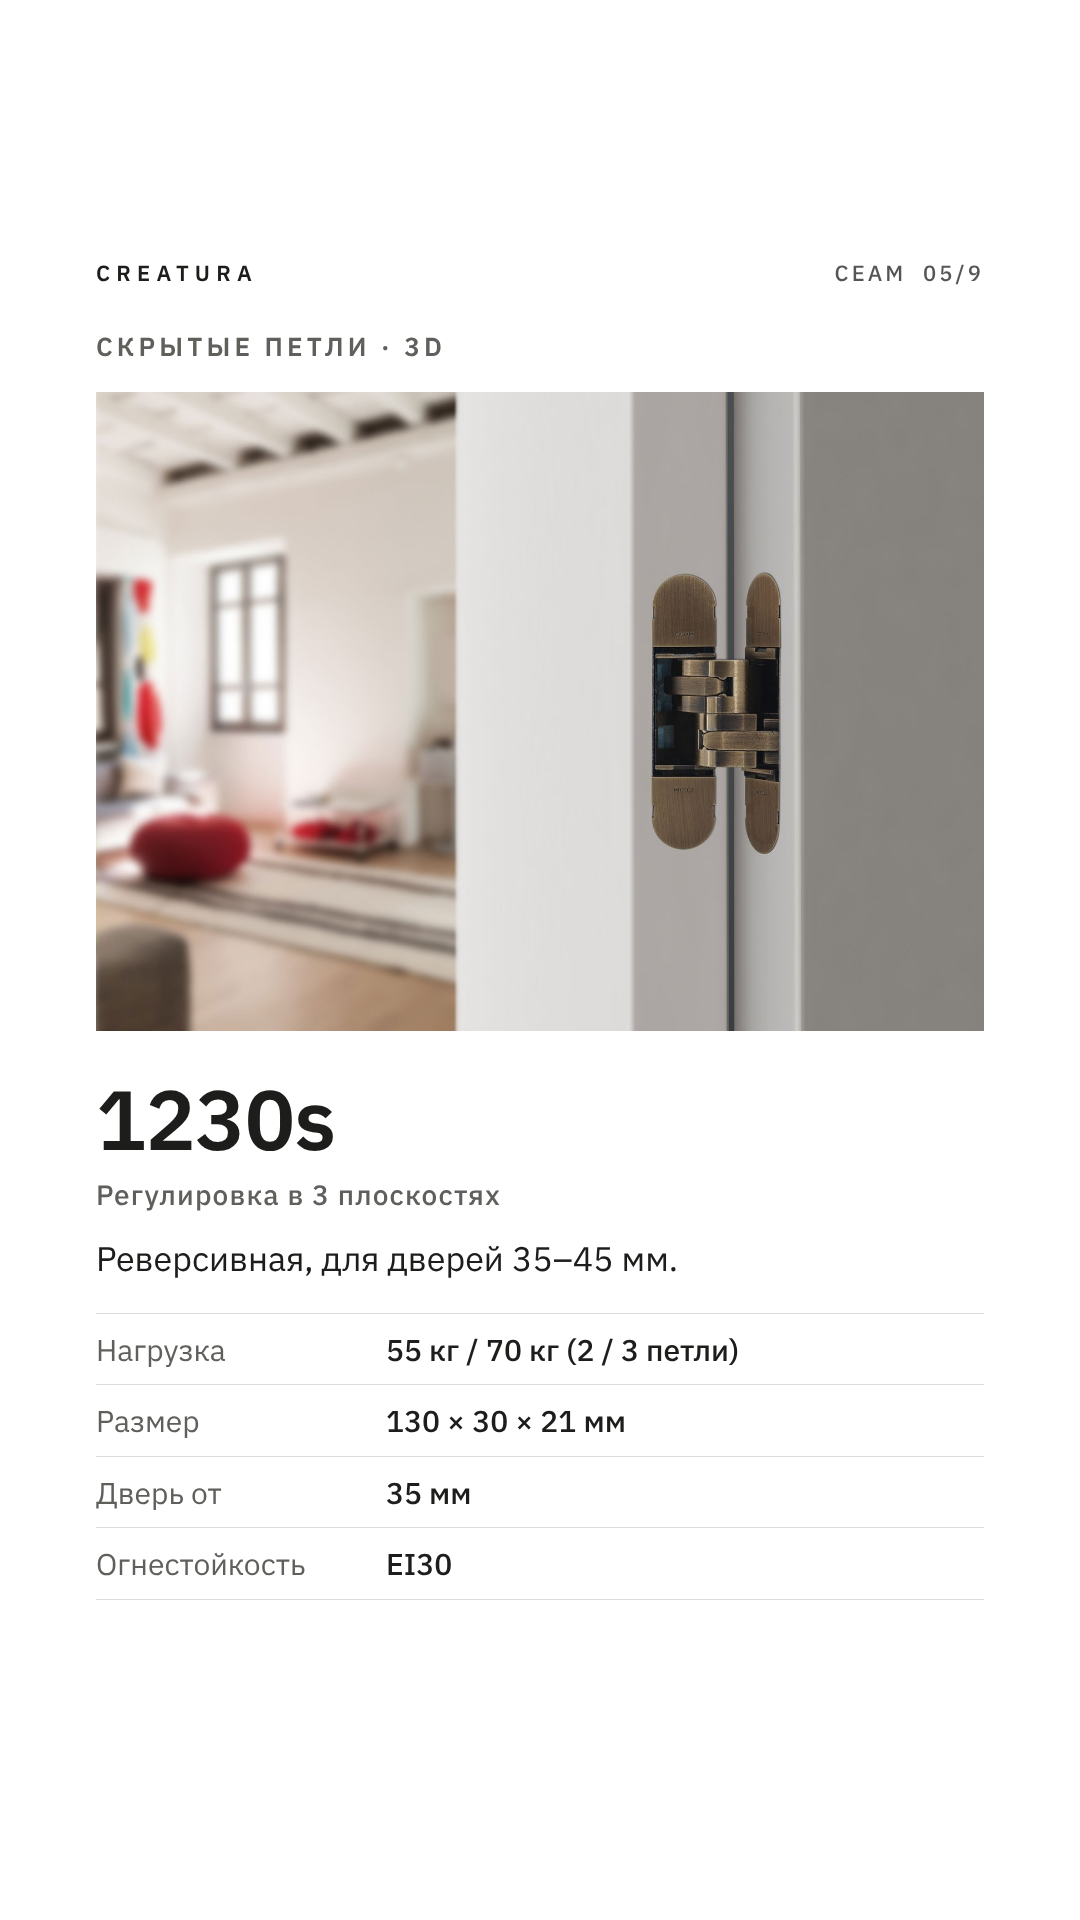 CREATURA
CEAM 05/9
СКРЫТЫЕ ПЕТЛИ · 3D
1230s
Регулировка в 3 плоскостях
Реверсивная, для дверей 35–45 мм.
Нагрузка 55 кг / 70 кг (2 / 3 петли)
Размер 130 × 30 × 21 мм
Дверь от 35 мм
Огнестойкость EI30